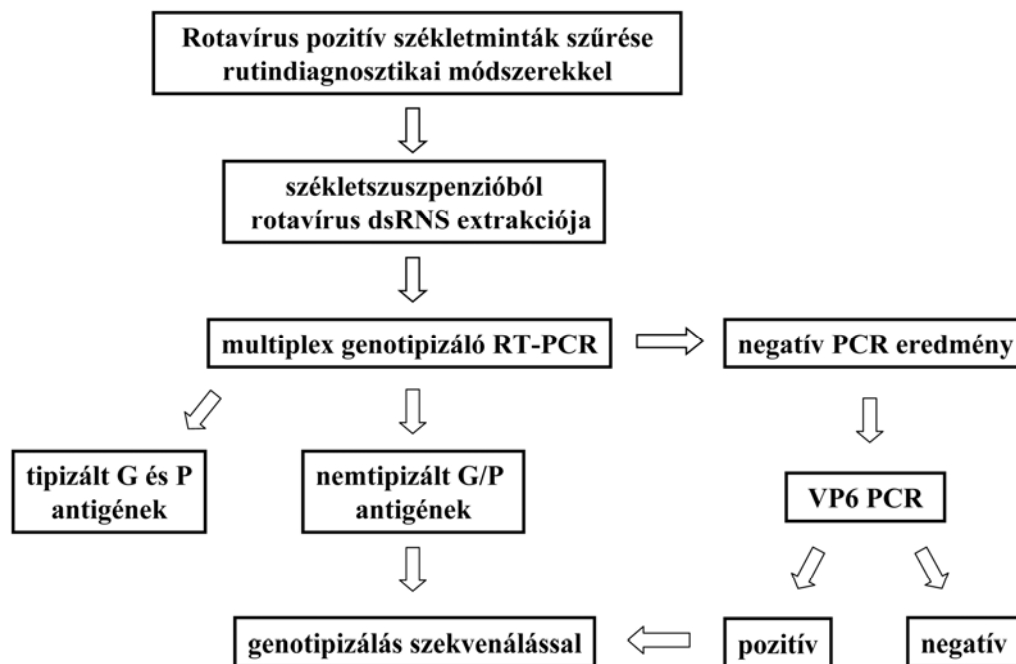 Rotavírus pozitív székletminták szűrése
rutindiagnosztikai módszerekkel
székletszuszpenzióból
rotavírus dsRNS extrakciója
multiplex genotipizáló RT-PCR
negatív PCR eredmény
tipizált G és P
antigének
nemtipizált G/P
antigének
VP6 PCR
genotipizálás szekvenálással
pozitív
negatív